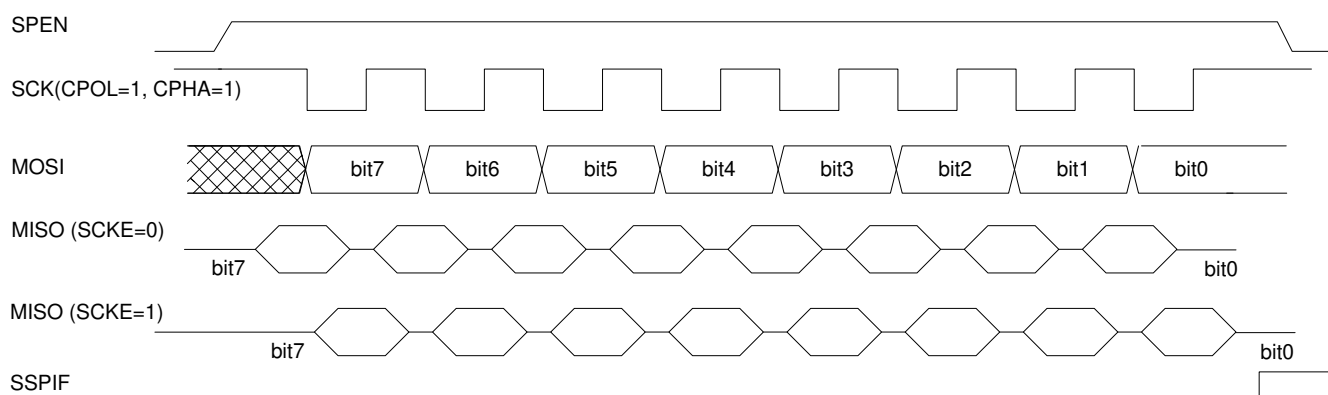 SPEN
SCK(CPOL=1, CPHA=1)
MOSI bit7 bit6 bit5 bit4 bit3 bit2 bit1 bit0
MISO (SCKE=0)
bit7 bit0
MISO (SCKE=1)
bit7 bit0
SSPIF